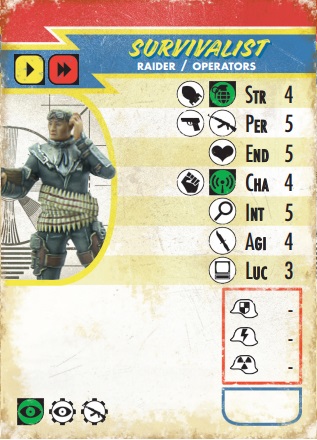 SURVIVALIST
RAIDER / OPERATORS
STR 4
PER 5
END 5
CHA 4
INT 5
AGI 4
LUC 3
-
-
-